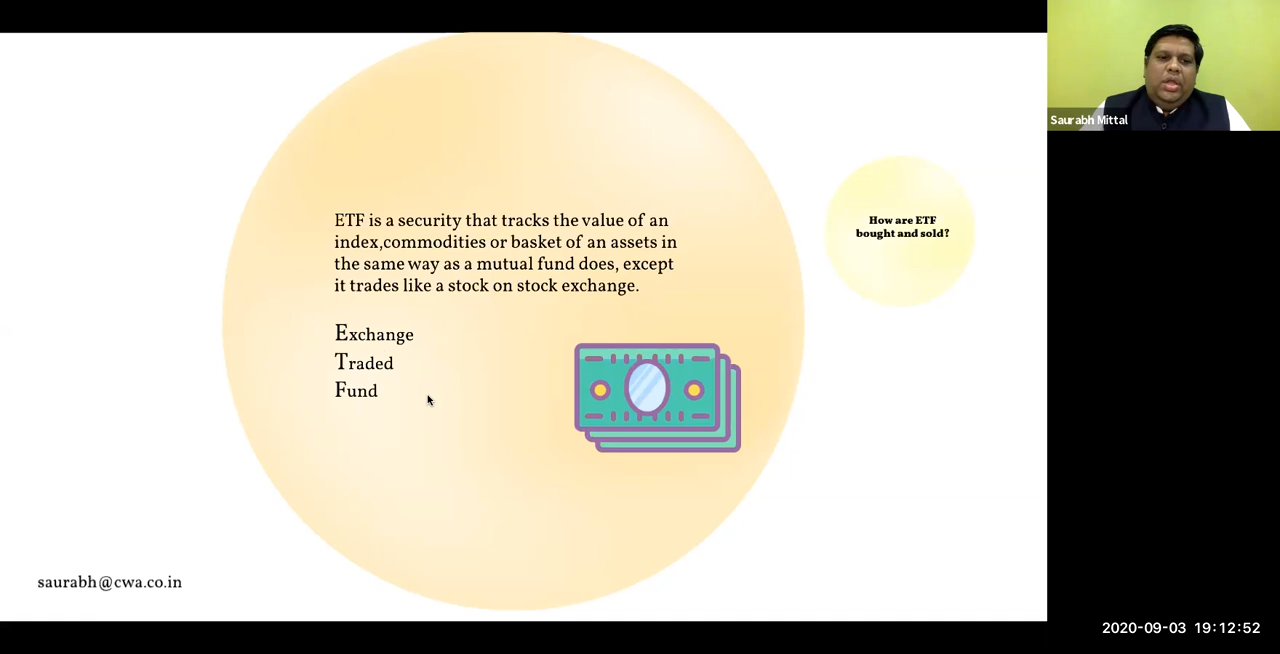 ETF is a security that tracks the value of an
index,commodities or basket of an assets in
the same way as a mutual fund does, except
it trades like a stock on stock exchange.
Exchange
Traded
Fund
How are ETF
bought and sold?
Saurabh Mittal
saurabh@cwa.co.in
2020-09-03 19:12:52